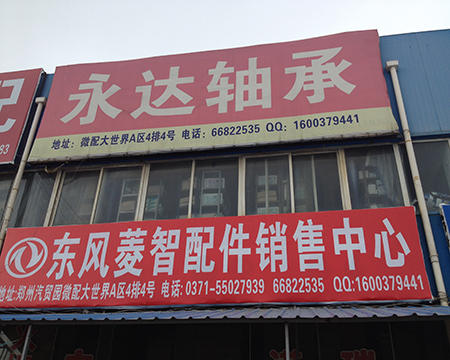 永达轴承
地址：微配大世界A区4排4号 电话：66822535 QQ：1600379441
东风菱智配件销售中心
地址:郑州汽贸园微配大世界A区4排4号 电话: 0371-55027939 66822535 QQ:1600379441
83